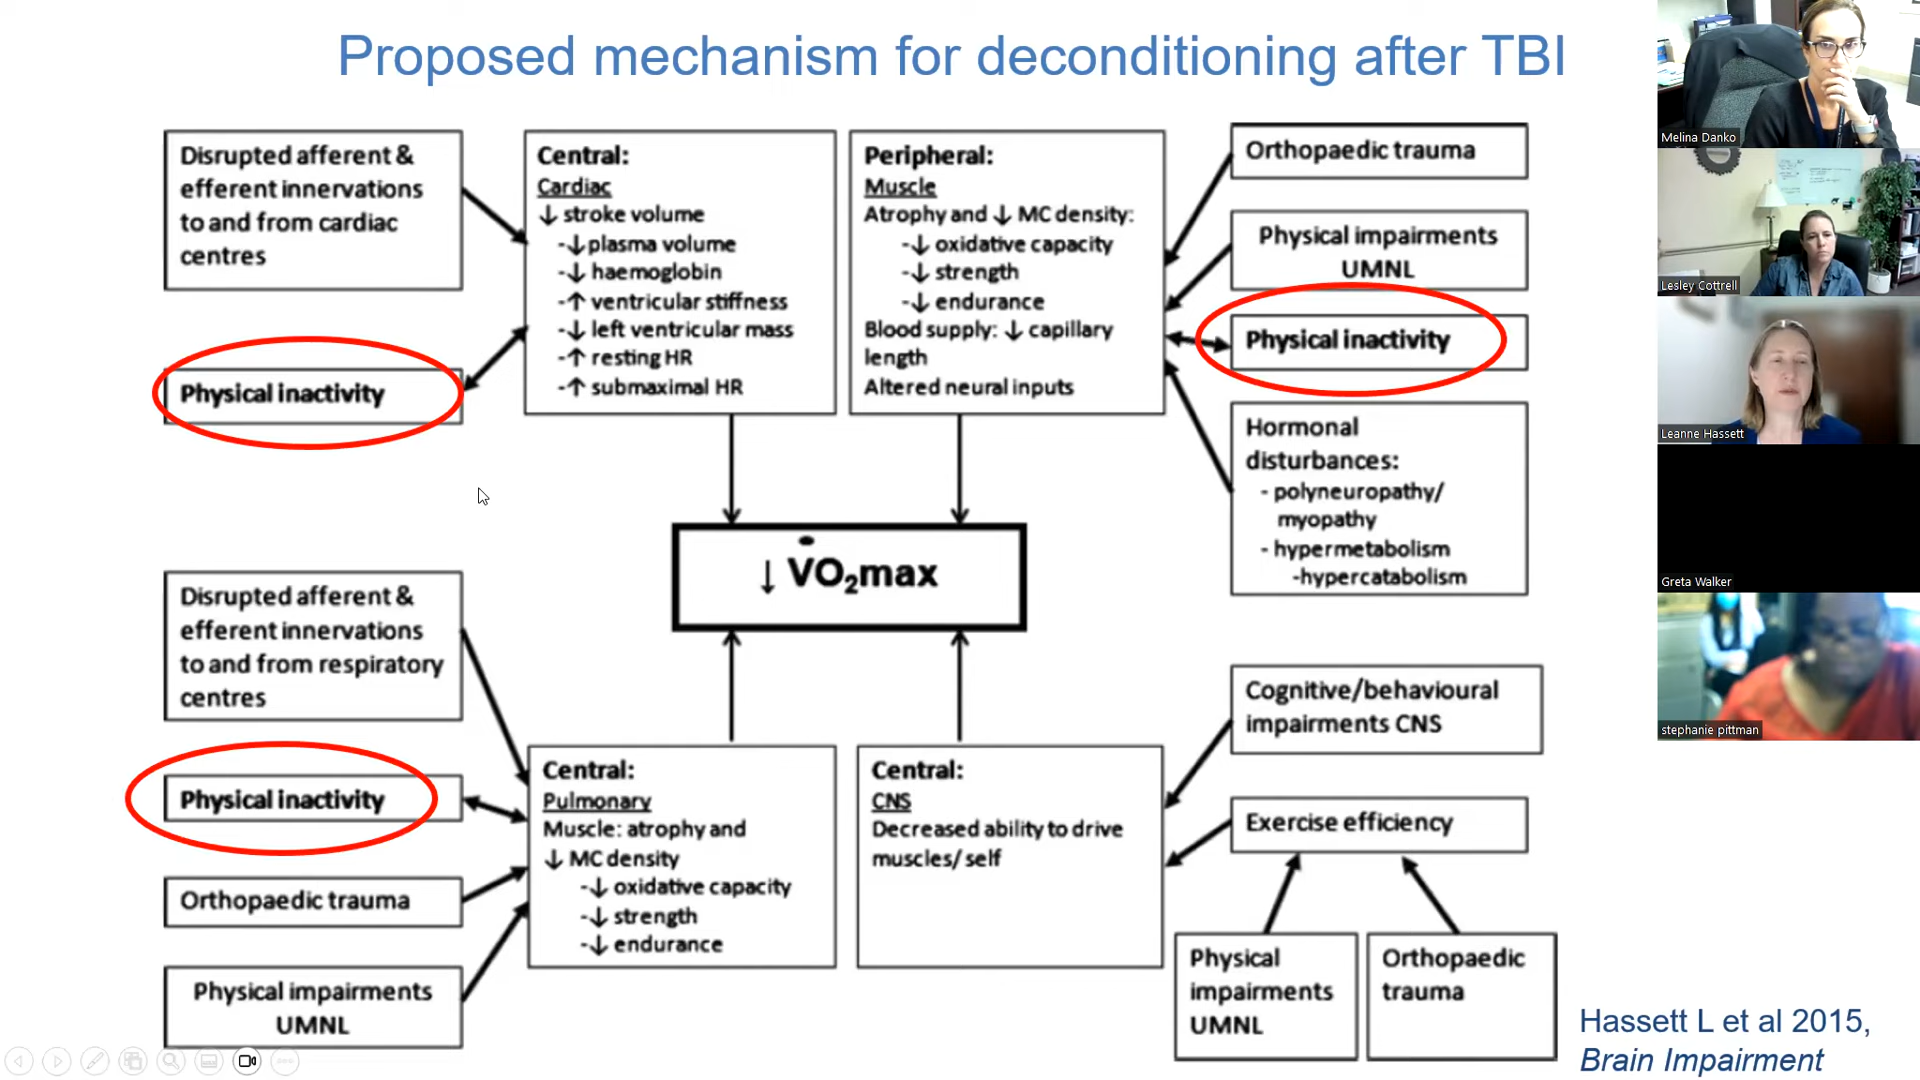 Proposed mechanism for deconditioning after TBI
Disrupted afferent &
efferent innervations
to and from cardiac
centres
Physical inactivity
Central:
Cardiac
↓ stroke volume
-↓ plasma volume
-↓ haemoglobin
-↑ ventricular stiffness
-↓ left ventricular mass
-↑ resting HR
-↑ submaximal HR
Peripheral:
Muscle
Atrophy and ↓ MC density:
-↓ oxidative capacity
-↓ strength
-↓ endurance
Blood supply: ↓ capillary
length
Altered neural inputs
Orthopaedic trauma
Physical impairments
UMNL
Physical inactivity
Hormonal
disturbances:
- polyneuropathy/
myopathy
- hypermetabolism
-hypercatabolism
↓ V̇O₂max
Disrupted afferent &
efferent innervations
to and from respiratory
centres
Physical inactivity
Orthopaedic trauma
Physical impairments
UMNL
Central:
Pulmonary
Muscle: atrophy and
↓ MC density
-↓ oxidative capacity
-↓ strength
-↓ endurance
Central:
CNS
Decreased ability to drive
muscles/ self
Cognitive/behavioural
impairments CNS
Exercise efficiency
Physical
impairments
UMNL
Orthopaedic
trauma
Hassett L et al 2015,
Brain Impairment
Melina Danko
Lesley Cottrell
Leanne Hassett
Greta Walker
stephanie pittman